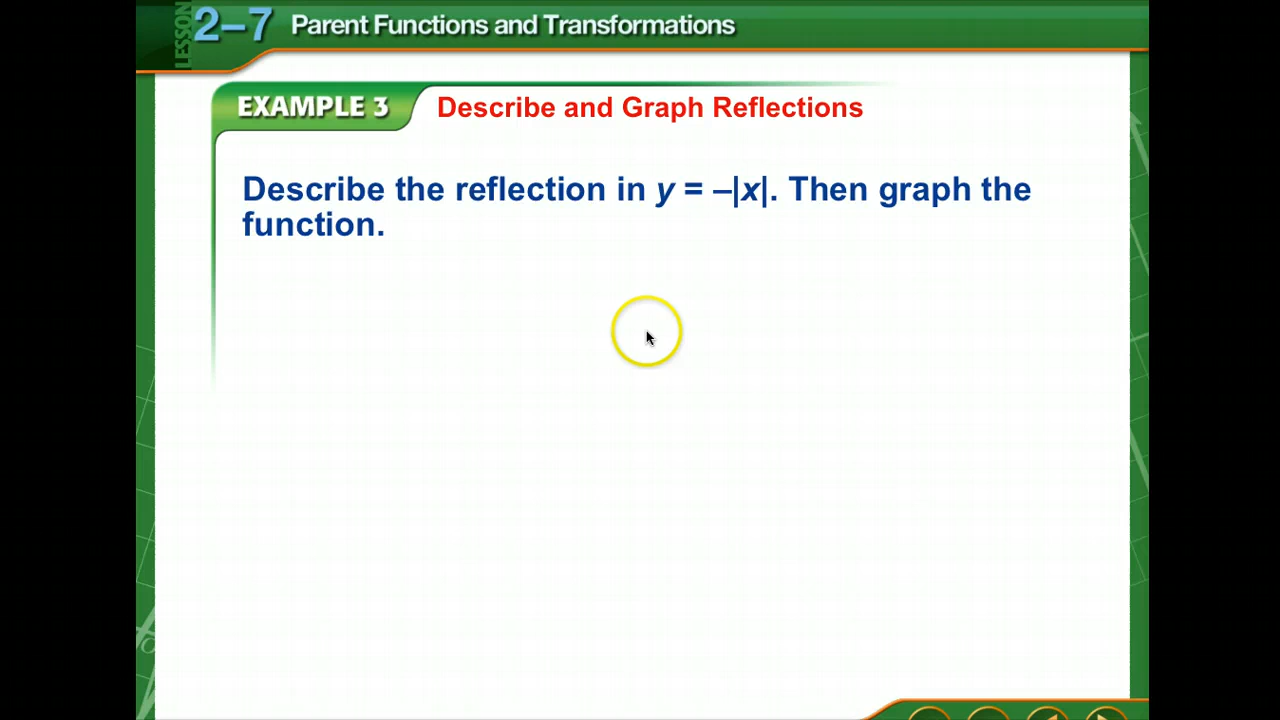 LESSON 2–7 Parent Functions and Transformations
EXAMPLE 3 Describe and Graph Reflections
Describe the reflection in y = –|x|. Then graph the
function.